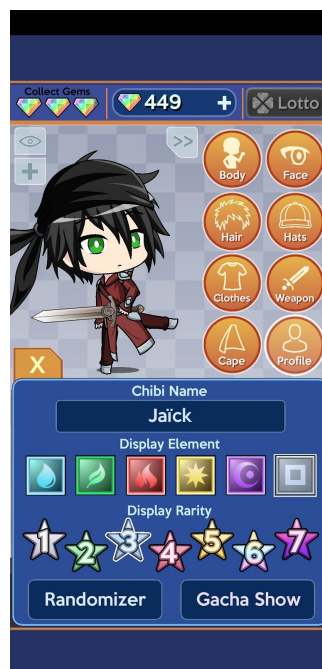 Collect Gems
449 +
Lotto
>>
Body
Face
Hair
Hats
Clothes
Weapon
Cape
Profile
X
Chibi Name
Jaïck
Display Element
Display Rarity
1 2 3 4 5 6 7
Randomizer
Gacha Show